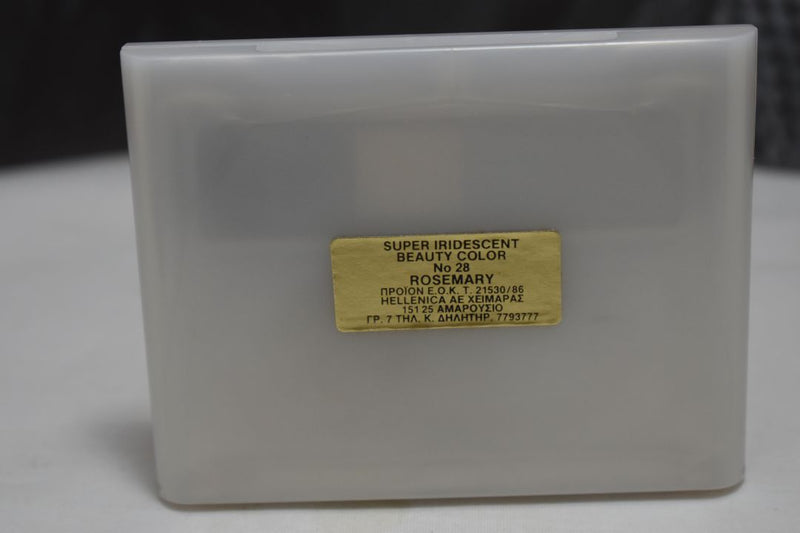 SUPER IRIDESCENT
BEAUTY COLOR
No 28
ROSEMARY
ΠΡΟΪΟΝ Ε.Ο.Κ. Τ. 21530/86
HELLENICA ΑΕ ΧΕΙΜΑΡΑΣ
151 25 ΑΜΑΡΟΥΣΙΟ
ΓΡ. 7 ΤΗΛ. Κ. ΔΗΛΗΤΗΡ. 7793777